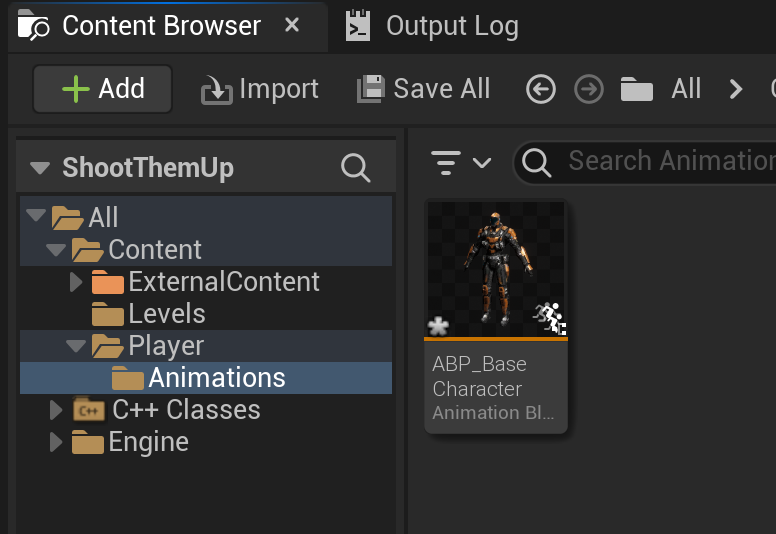 Content Browser
Output Log
Add
Import
Save All
All
ShootThemUp
Search Animation
All
Content
ExternalContent
Levels
Player
Animations
C++ Classes
Engine
ABP_Base
Character
Animation Bl...